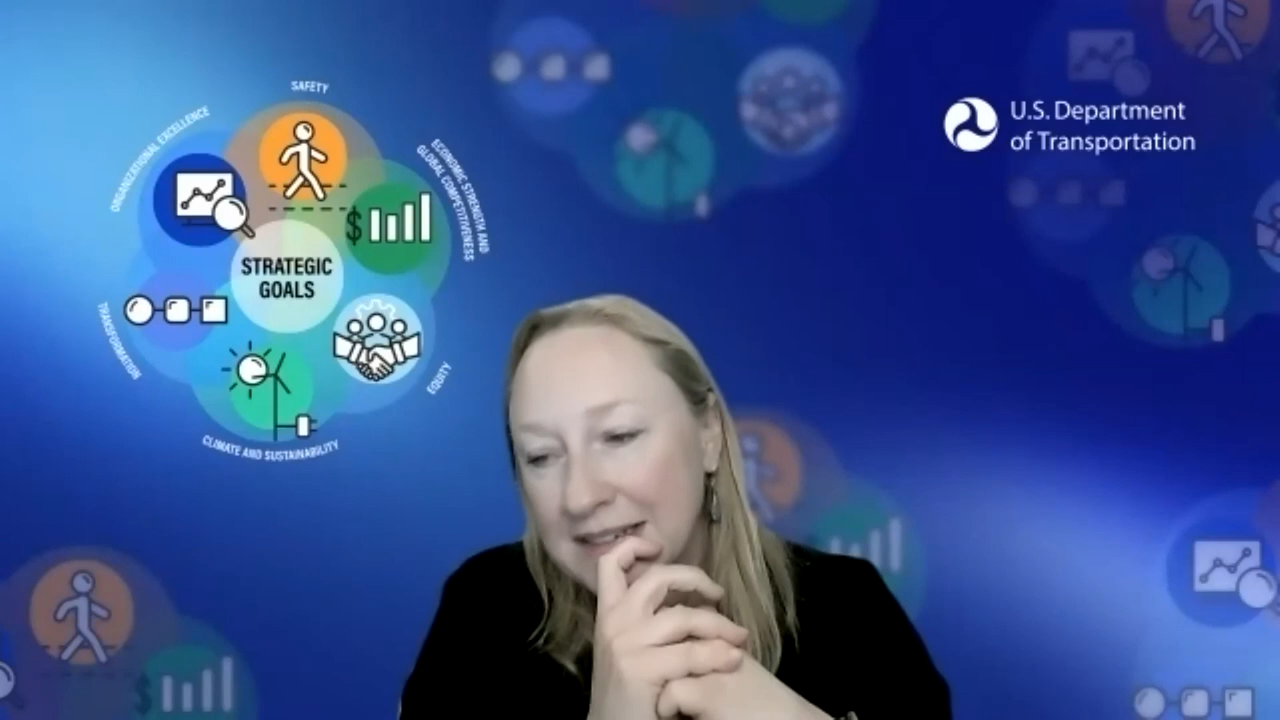 SAFETY
ORGANIZATIONAL EXCELLENCE
ECONOMIC STRENGTH AND
GLOBAL COMPETITIVENESS
U.S. Department
of Transportation
STRATEGIC
GOALS
$
TRANSFORMATION
EQUITY
CLIMATE AND SUSTAINABILITY
$